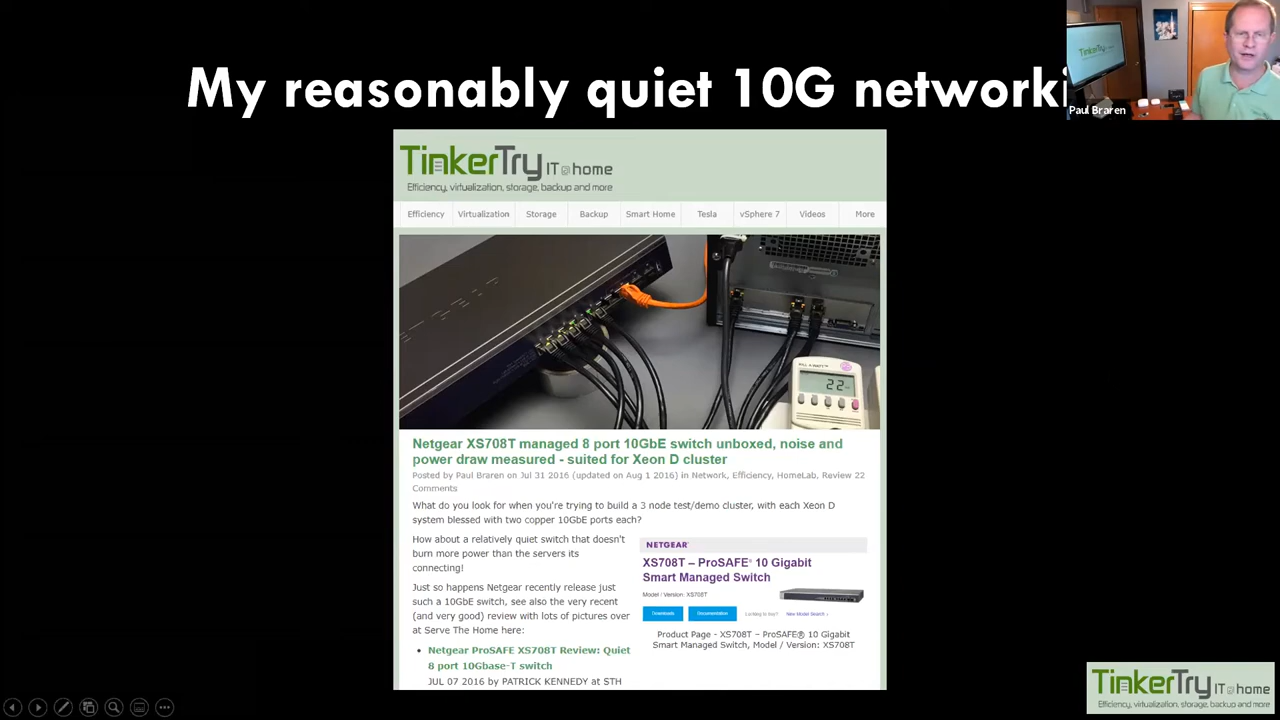 My reasonably quiet 10G networki
Paul Braren
TinkerTry IT@home
Efficiency, virtualization, storage, backup and more
Efficiency Virtualization Storage Backup Smart Home Tesla vSphere 7 Videos More
22
Netgear XS708T managed 8 port 10GbE switch unboxed, noise and
power draw measured - suited for Xeon D cluster
Posted by Paul Braren on Jul 31 2016 (updated on Aug 1 2016) in Network, Efficiency, HomeLab, Review 22
Comments
What do you look for when you're trying to build a 3 node test/demo cluster, with each Xeon D
system blessed with two copper 10GbE ports each?
How about a relatively quiet switch that doesn't
burn more power than the servers its
connecting!
Just so happens Netgear recently release just
such a 10GbE switch, see also the very recent
(and very good) review with lots of pictures over
at Serve The Home here:
• Netgear ProSAFE XS708T Review: Quiet
8 port 10Gbase-T switch
JUL 07 2016 by PATRICK KENNEDY at STH
NETGEAR®
XS708T – ProSAFE® 10 Gigabit
Smart Managed Switch
Model / Version: XS708T
Downloads Documentation New Model Search ›
Product Page - XS708T – ProSAFE® 10 Gigabit
Smart Managed Switch, Model / Version: XS708T
TinkerTry IT@home
Efficiency, virtualization, storage, backup and more